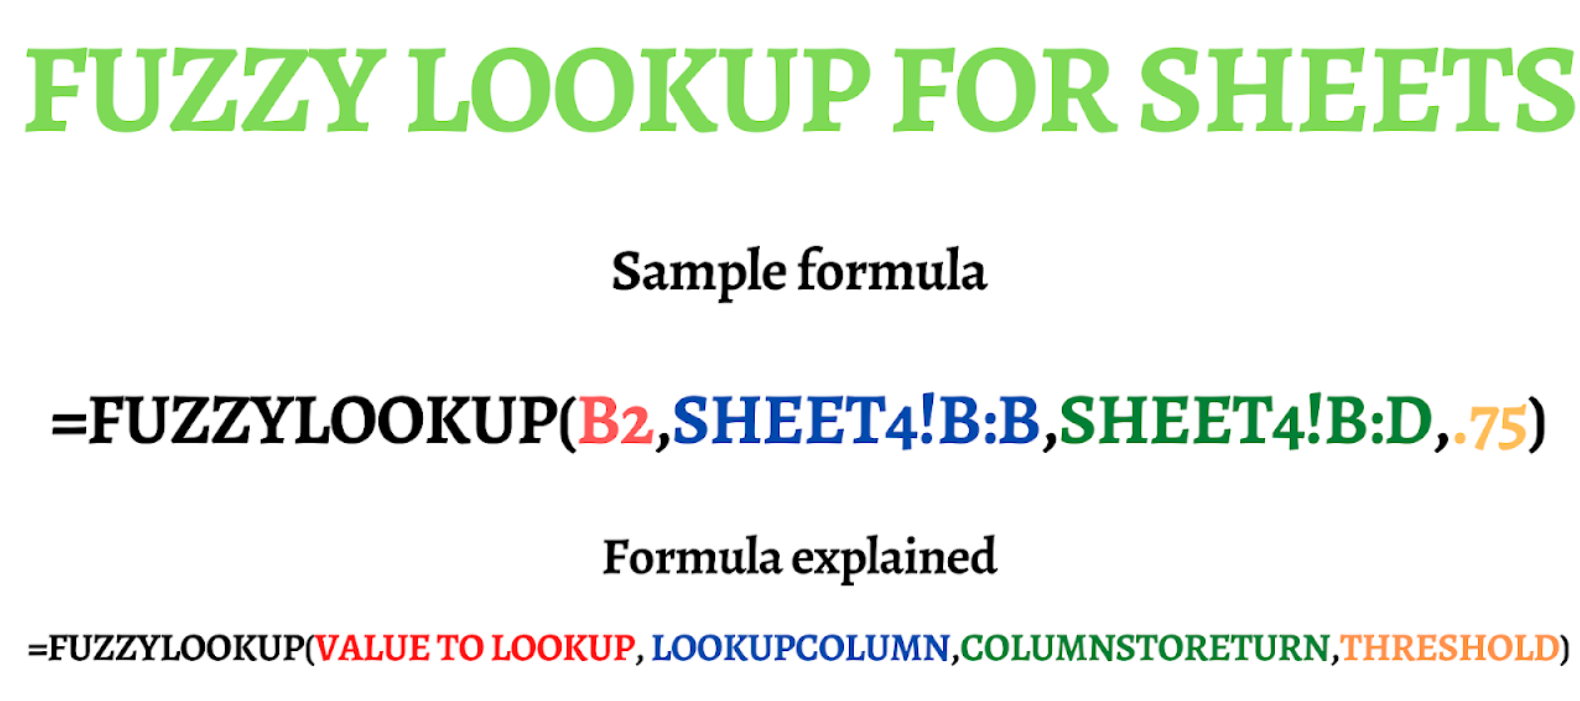 FUZZY LOOKUP FOR SHEETS
Sample formula
=FUZZYLOOKUP(B2,SHEET4!B:B,SHEET4!B:D,.75)
Formula explained
=FUZZYLOOKUP(VALUE TO LOOKUP, LOOKUPCOLUMN,COLUMNSTORETURN,THRESHOLD)